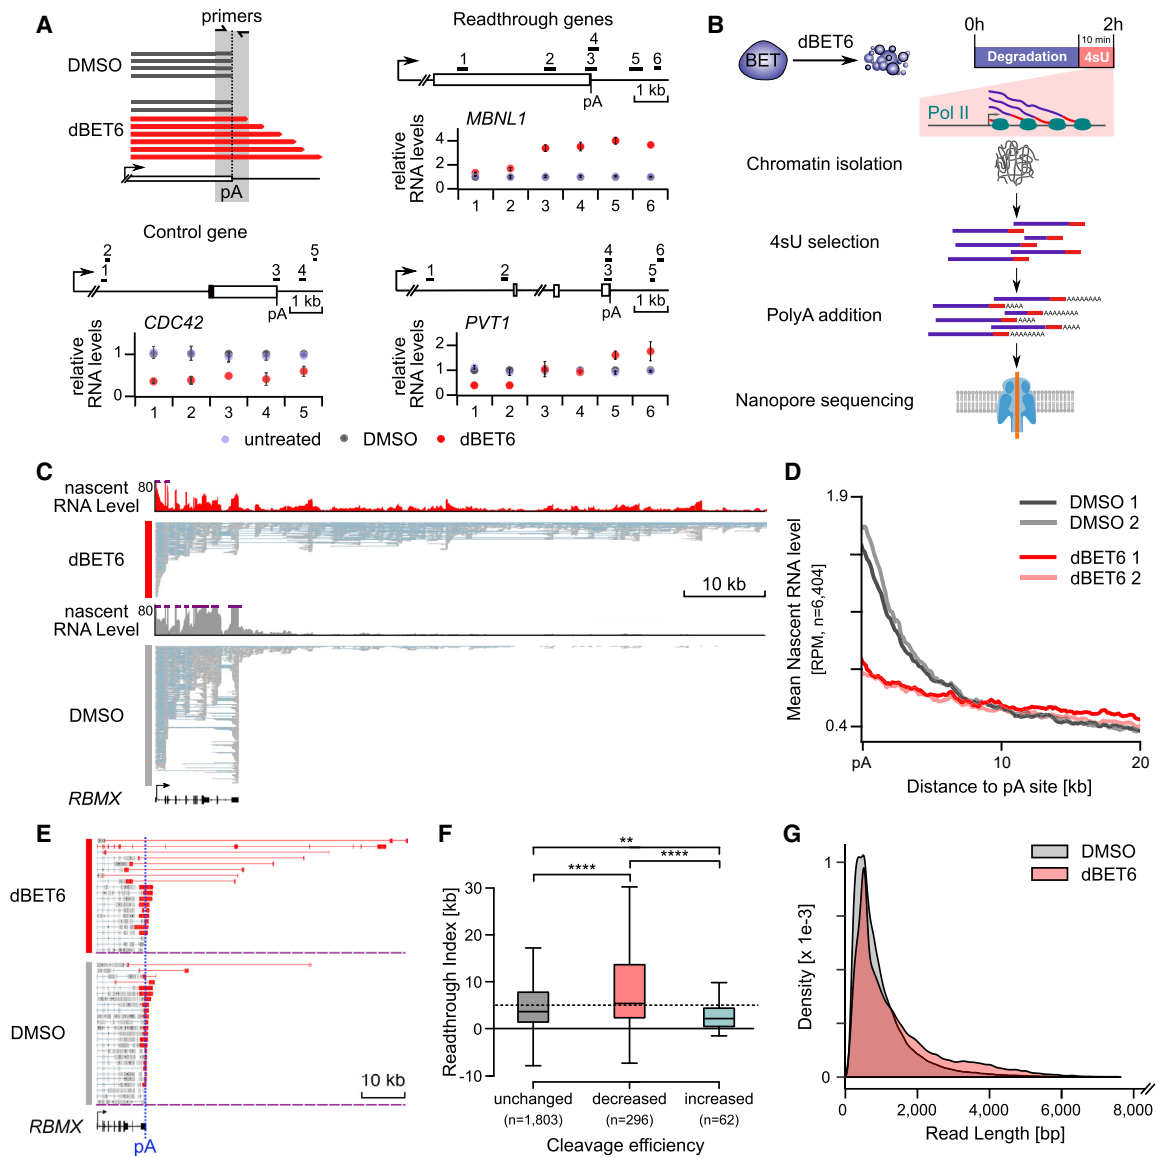 A
primers
DMSO
dBET6
pA
Readthrough genes
1
2
4
3
5 6
pA
1 kb
MBNL1
relative
RNA levels
4
2
0
1 2 3 4 5 6
Control gene
2
1
3
4
5
pA
1 kb
CDC42
relative
RNA levels
1
0
1 2 3 4 5
1
2
4
3
6
5
pA
1 kb
PVT1
relative
RNA levels
2
1
0
1 2 3 4 5 6
untreated DMSO dBET6
B
BET
dBET6
0h
2h
10 min
Degradation
4sU
Pol II
Chromatin isolation
4sU selection
PolyA addition
AAAAAAAA
AAAA
AAAAAAAA
AAAA
AAAA
AAAAAAAA
Nanopore sequencing
C
nascent
RNA Level
80
dBET6
10 kb
nascent
RNA Level
80
DMSO
RBMX
D
Mean Nascent RNA level
[RPM, n=6,404]
1.9
0.4
DMSO 1
DMSO 2
dBET6 1
dBET6 2
pA 10 20
Distance to pA site [kb]
E
dBET6
DMSO
10 kb
RBMX
pA
F
Readthrough Index [kb]
30
20
10
0
-10
**
****
****
unchanged decreased increased
(n=1,803) (n=296) (n=62)
Cleavage efficiency
G
Density [x 1e-3]
1
0
DMSO
dBET6
0 2,000 4,000 6,000 8,000
Read Length [bp]